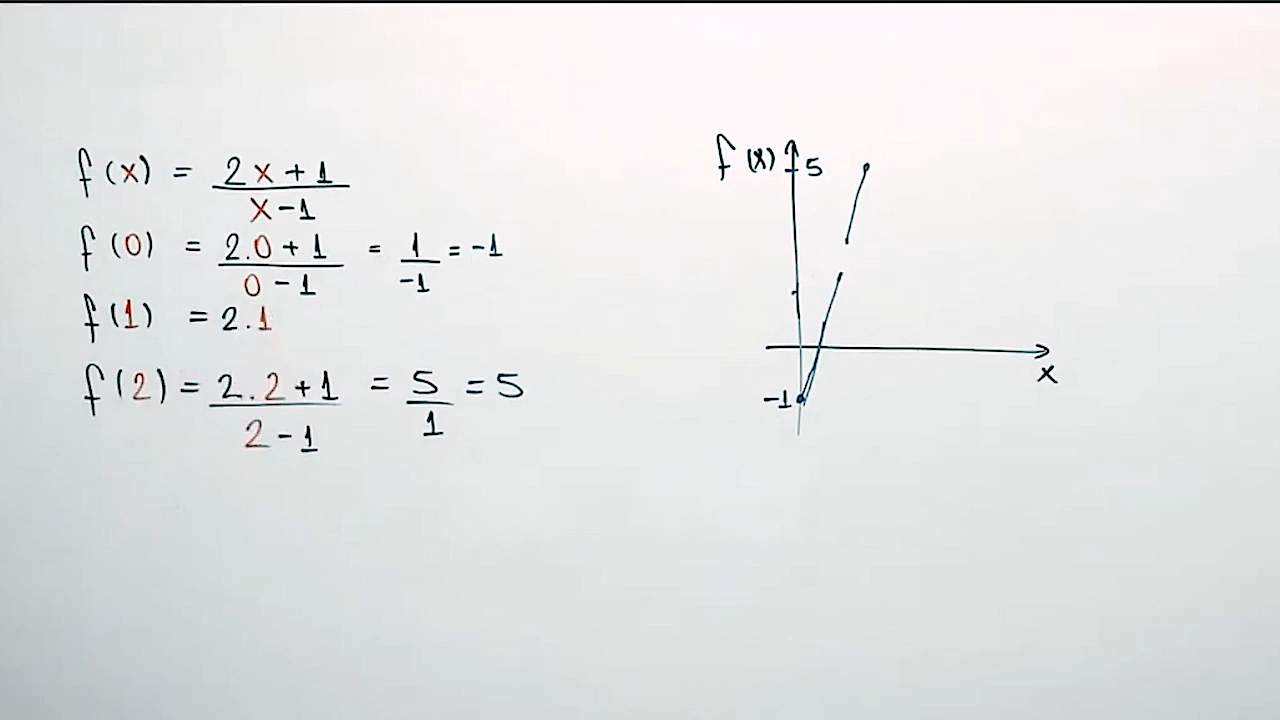 f(x) = 2x+1 / x-1
f(0) = 2.0+1 / 0-1 = 1 / -1 = -1
f(1) = 2.1
f(2) = 2.2+1 / 2-1 = 5 / 1 = 5
f(x) 5
x
-1